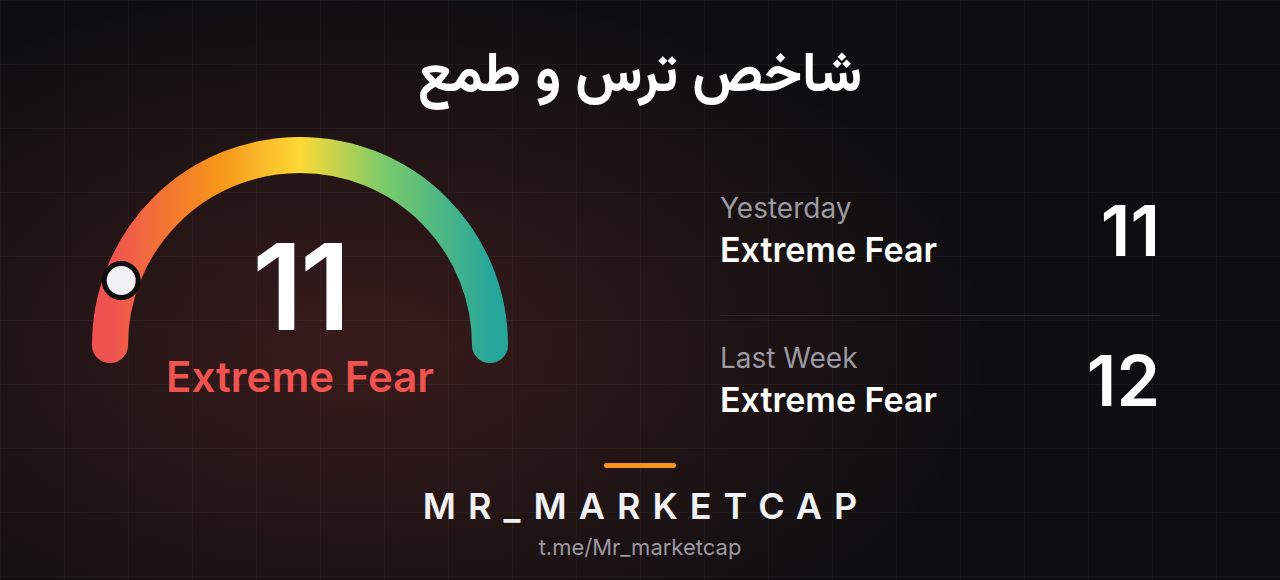 شاخص ترس و طمع
11
Extreme Fear
Yesterday
Extreme Fear
11
Last Week
Extreme Fear
12
MR_MARKETCAP
t.me/Mr_marketcap